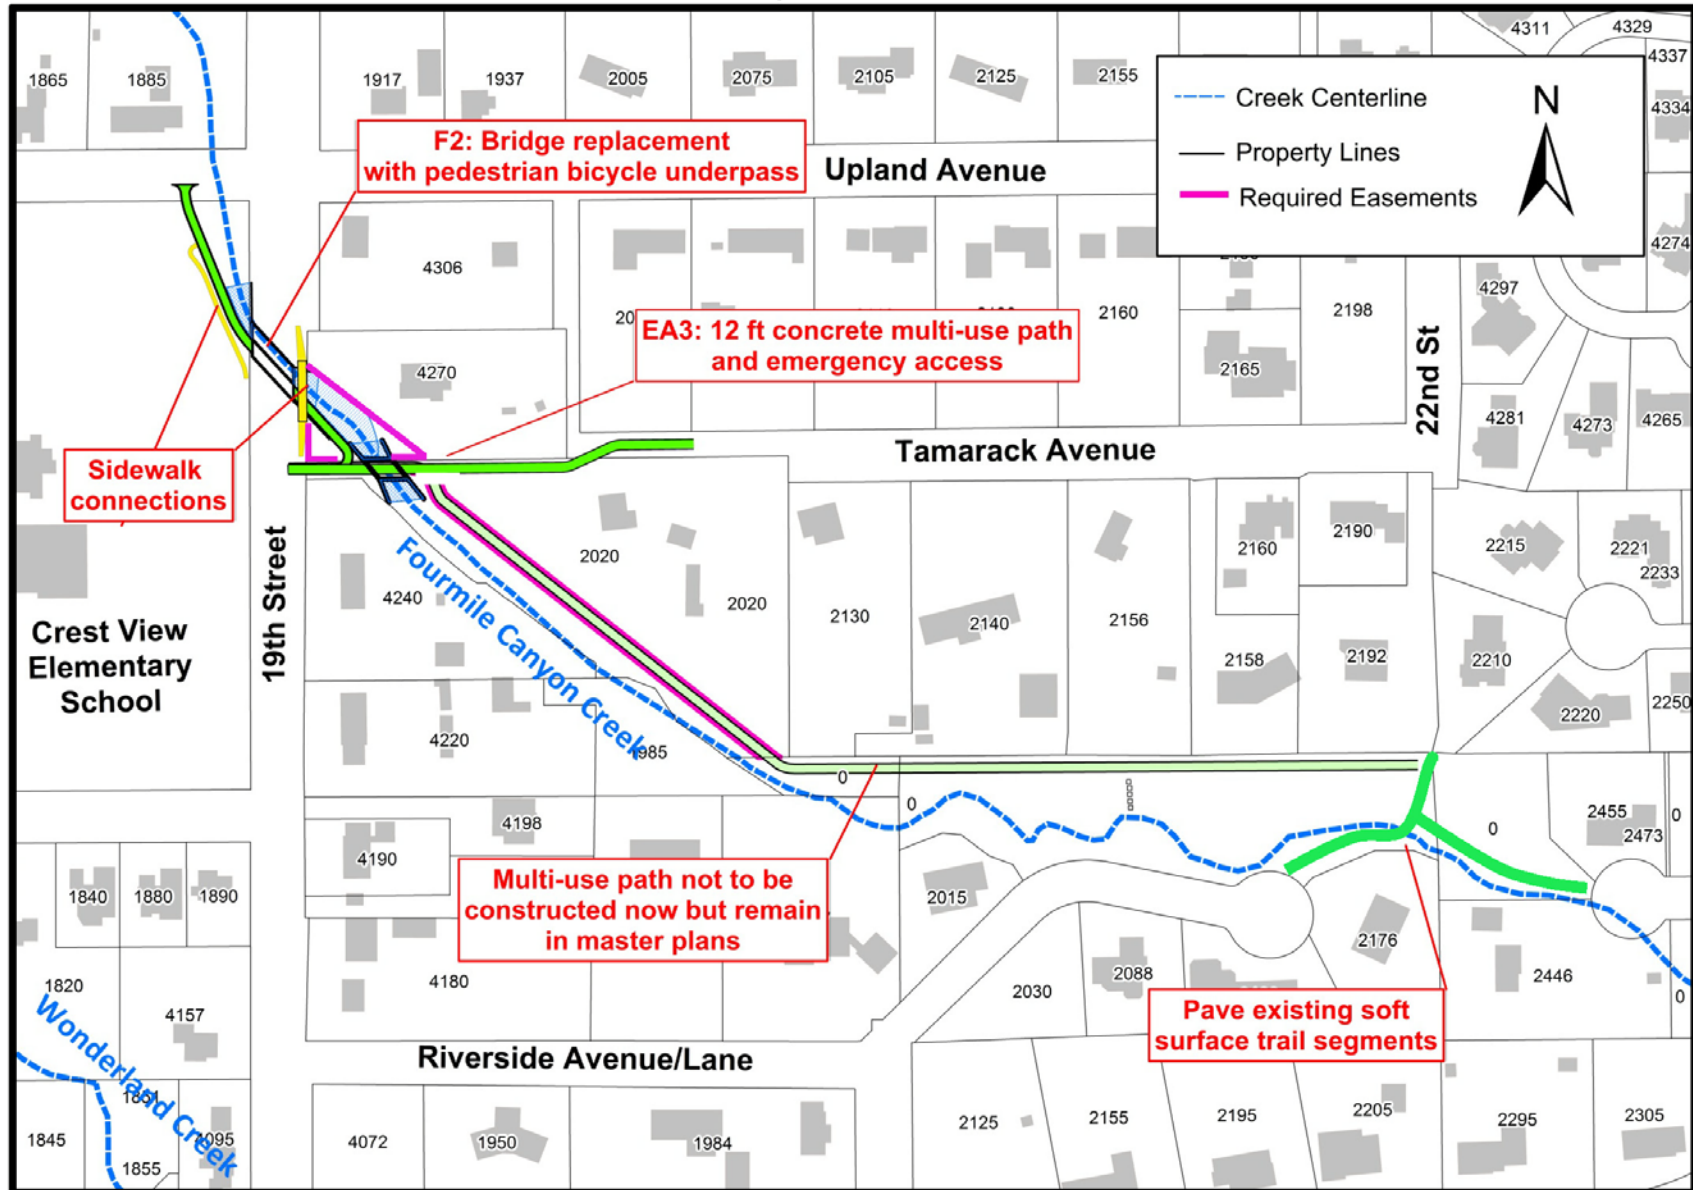 4311
4329
1865
1885
1917
1937
2005
2075
2105
2125
2155
4337
4334
Creek Centerline
Property Lines
Required Easements
N
F2: Bridge replacement
with pedestrian bicycle underpass
Upland Avenue
4306
4274
4297
2160
2198
EA3: 12 ft concrete multi-use path
and emergency access
4270
2165
22nd St
4281
4273
4265
Tamarack Avenue
Sidewalk
connections
19th Street
Fourmile Canyon Creek
2020
2020
4240
2130
2140
2156
2160
2190
2158
2192
2215
2221
2233
2210
2220
2250
Crest View
Elementary
School
4220
1985
0
0
0
2455
2473
0
4198
4190
1840
1880
1890
Multi-use path not to be
constructed now but remain
in master plans
2015
2176
2088
2030
2446
0
4180
1820
4157
Wonderland Creek
Pave existing soft
surface trail segments
Riverside Avenue/Lane
1845
1855
4072
1950
1984
2125
2155
2195
2205
2295
2305